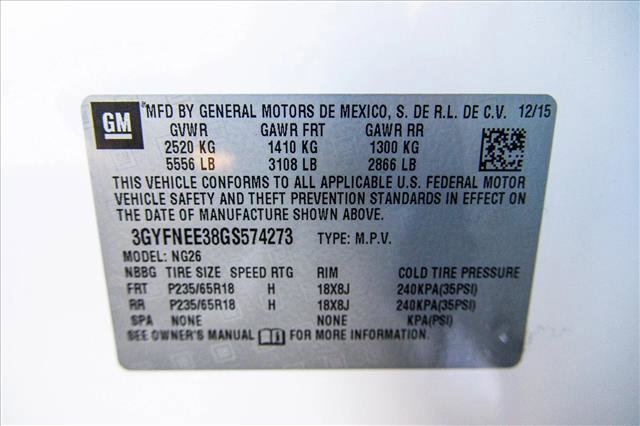 GM MFD BY GENERAL MOTORS DE MEXICO, S. DE R.L. DE C.V. 12/15
GVWR GAWR FRT GAWR RR
2520 KG 1410 KG 1300 KG
5556 LB 3108 LB 2866 LB
THIS VEHICLE CONFORMS TO ALL APPLICABLE U.S. FEDERAL MOTOR
VEHICLE SAFETY AND THEFT PREVENTION STANDARDS IN EFFECT ON
THE DATE OF MANUFACTURE SHOWN ABOVE.
3GYFNEE38GS574273 TYPE: M.P.V.
MODEL: NG26
NBBG TIRE SIZE SPEED RTG RIM COLD TIRE PRESSURE
FRT P235/65R18 H 18X8J 240KPA(35PSI)
RR P235/65R18 H 18X8J 240KPA(35PSI)
SPA NONE NONE KPA(PSI)
SEE OWNER'S MANUAL FOR MORE INFORMATION.